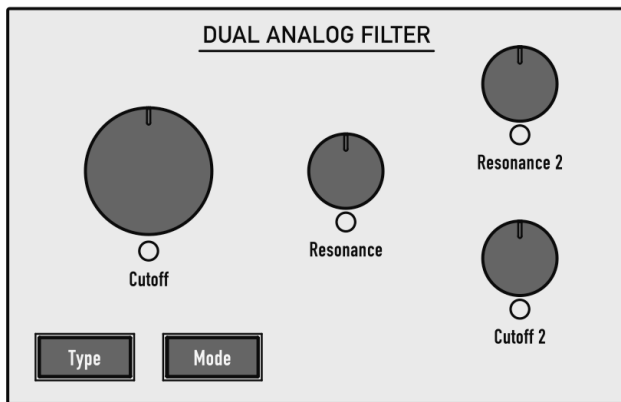 DUAL ANALOG FILTER
Resonance 2
Resonance
Cutoff
Cutoff 2
Type
Mode